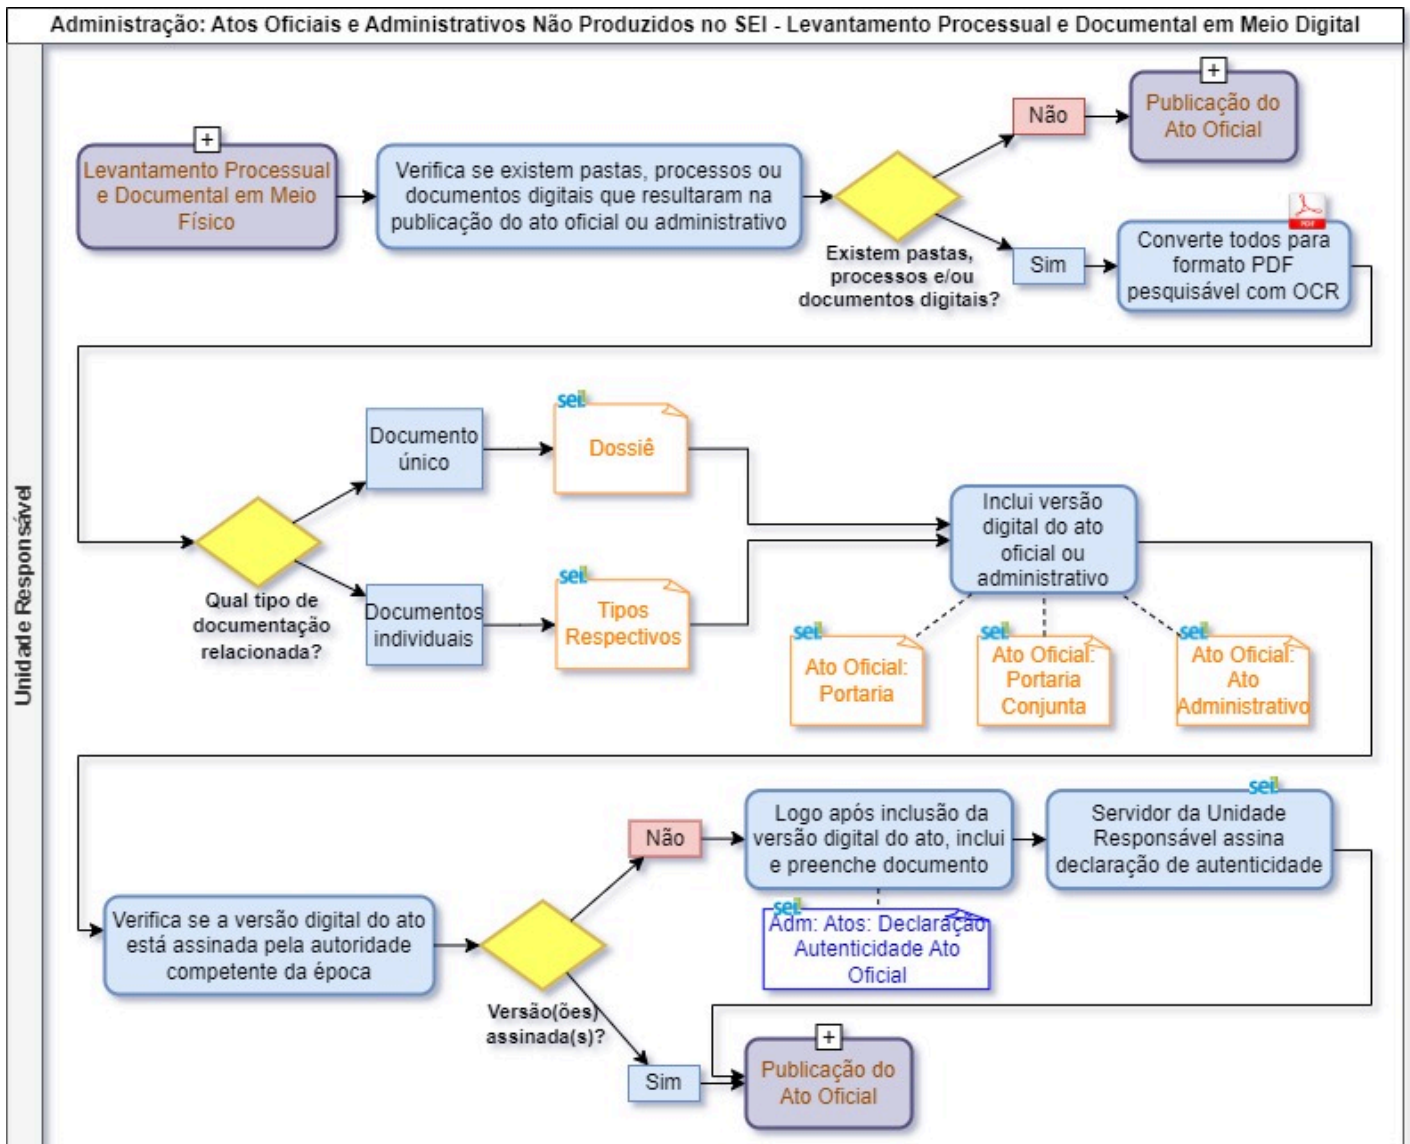 Administração: Atos Oficiais e Administrativos Não Produzidos no SEI - Levantamento Processual e Documental em Meio Digital
Unidade Responsável
+
Levantamento Processual
e Documental em Meio
Físico
Verifica se existem pastas, processos ou
documentos digitais que resultaram na
publicação do ato oficial ou administrativo
Existem pastas,
processos e/ou
documentos digitais?
Não
+
Publicação do
Ato Oficial
Sim
PDF
Converte todos para
formato PDF
pesquisável com OCR
Qual tipo de
documentação
relacionada?
Documento
único
sei!
Dossiê
Documentos
individuais
sei!
Tipos
Respectivos
Inclui versão
digital do ato
oficial ou
administrativo
sei!
Ato Oficial:
Portaria
sei!
Ato Oficial:
Portaria
Conjunta
sei!
Ato Oficial:
Ato
Administrativo
Verifica se a versão digital do ato
está assinada pela autoridade
competente da época
Versão(ões)
assinada(s)?
Não
Logo após inclusão da
versão digital do ato, inclui
e preenche documento
sei!
Adm: Atos: Declaração
Autenticidade Ato
Oficial
sei!
Servidor da Unidade
Responsável assina
declaração de autenticidade
Sim
+
Publicação do
Ato Oficial